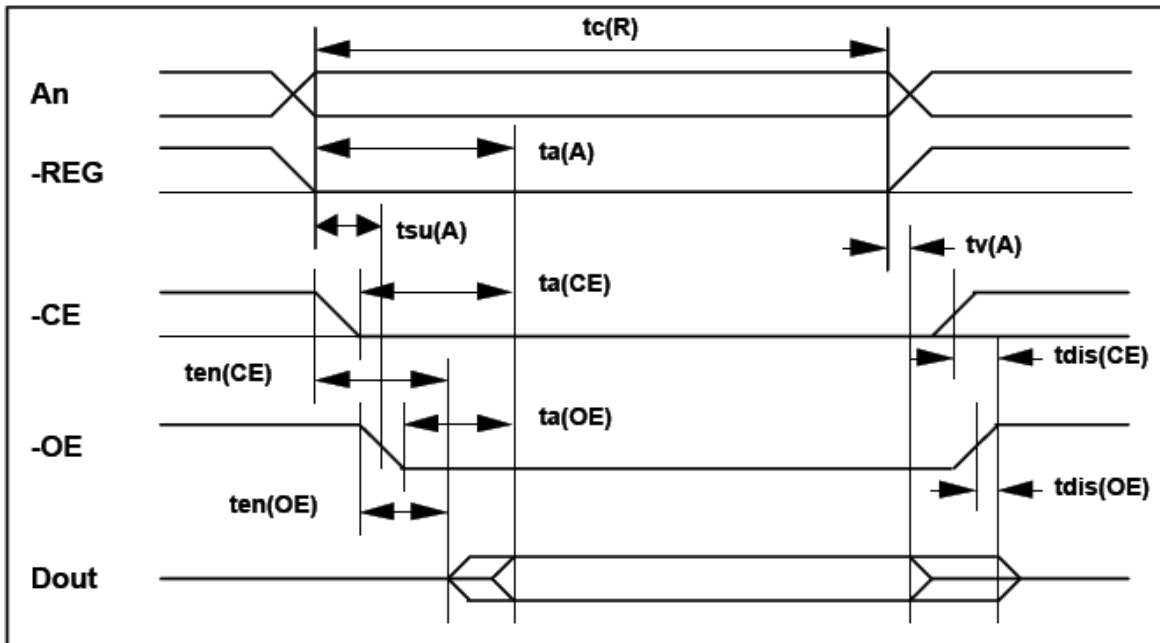 tc(R)
An
ta(A)
-REG
tsu(A)
tv(A)
ta(CE)
-CE
ten(CE)
tdis(CE)
ta(OE)
-OE
ten(OE)
tdis(OE)
Dout